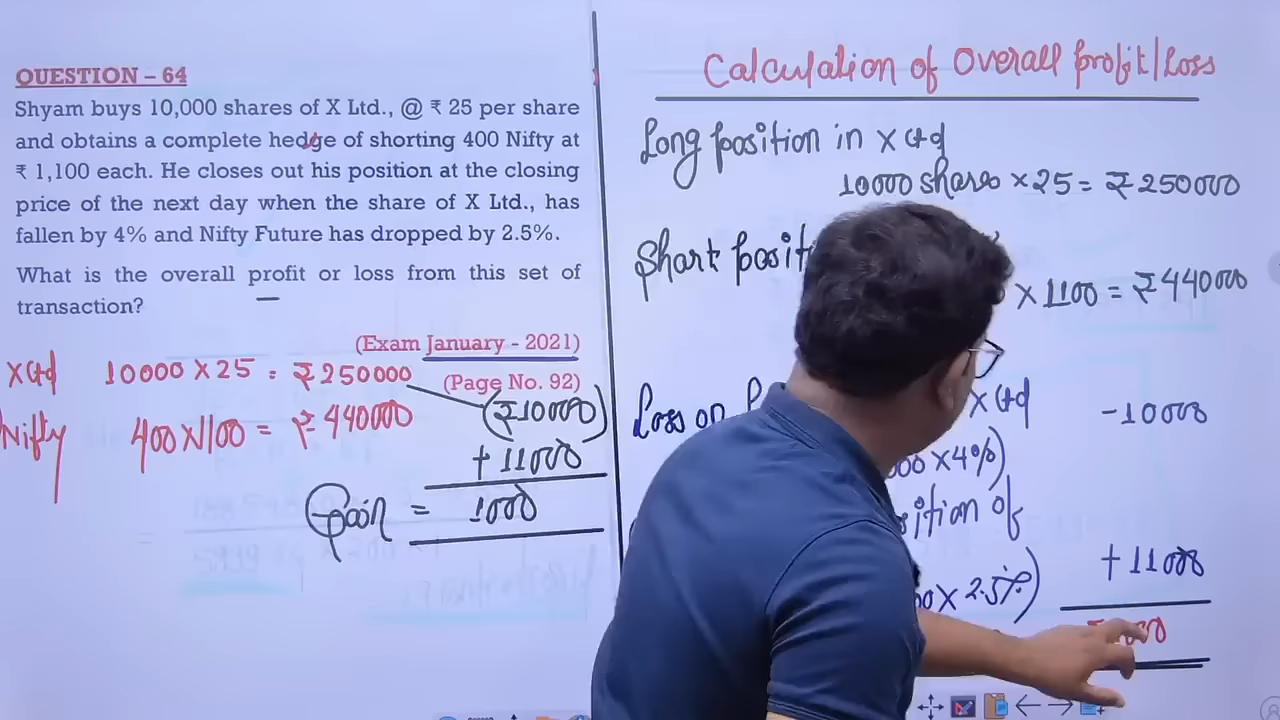 QUESTION – 64
Shyam buys 10,000 shares of X Ltd., @ ₹ 25 per share
and obtains a complete hedge of shorting 400 Nifty at
₹ 1,100 each. He closes out his position at the closing
price of the next day when the share of X Ltd., has
fallen by 4% and Nifty Future has dropped by 2.5%.
What is the overall profit or loss from this set of
transaction?
(Exam January - 2021)
(Page No. 92)
X Ltd 10000 × 25 = ₹ 250000
(₹10000)
Nifty 400 × 1100 = ₹ 440000
+ 11000
Gain = 1000
Calculation of Overall profit/Loss
Long position in X Ltd
10000 shares × 25 = ₹ 250000
Short
× 1100 = ₹ 440000
Loss on X Ltd - 10000
× 4%)
of
+ 11000
× 2.5%)